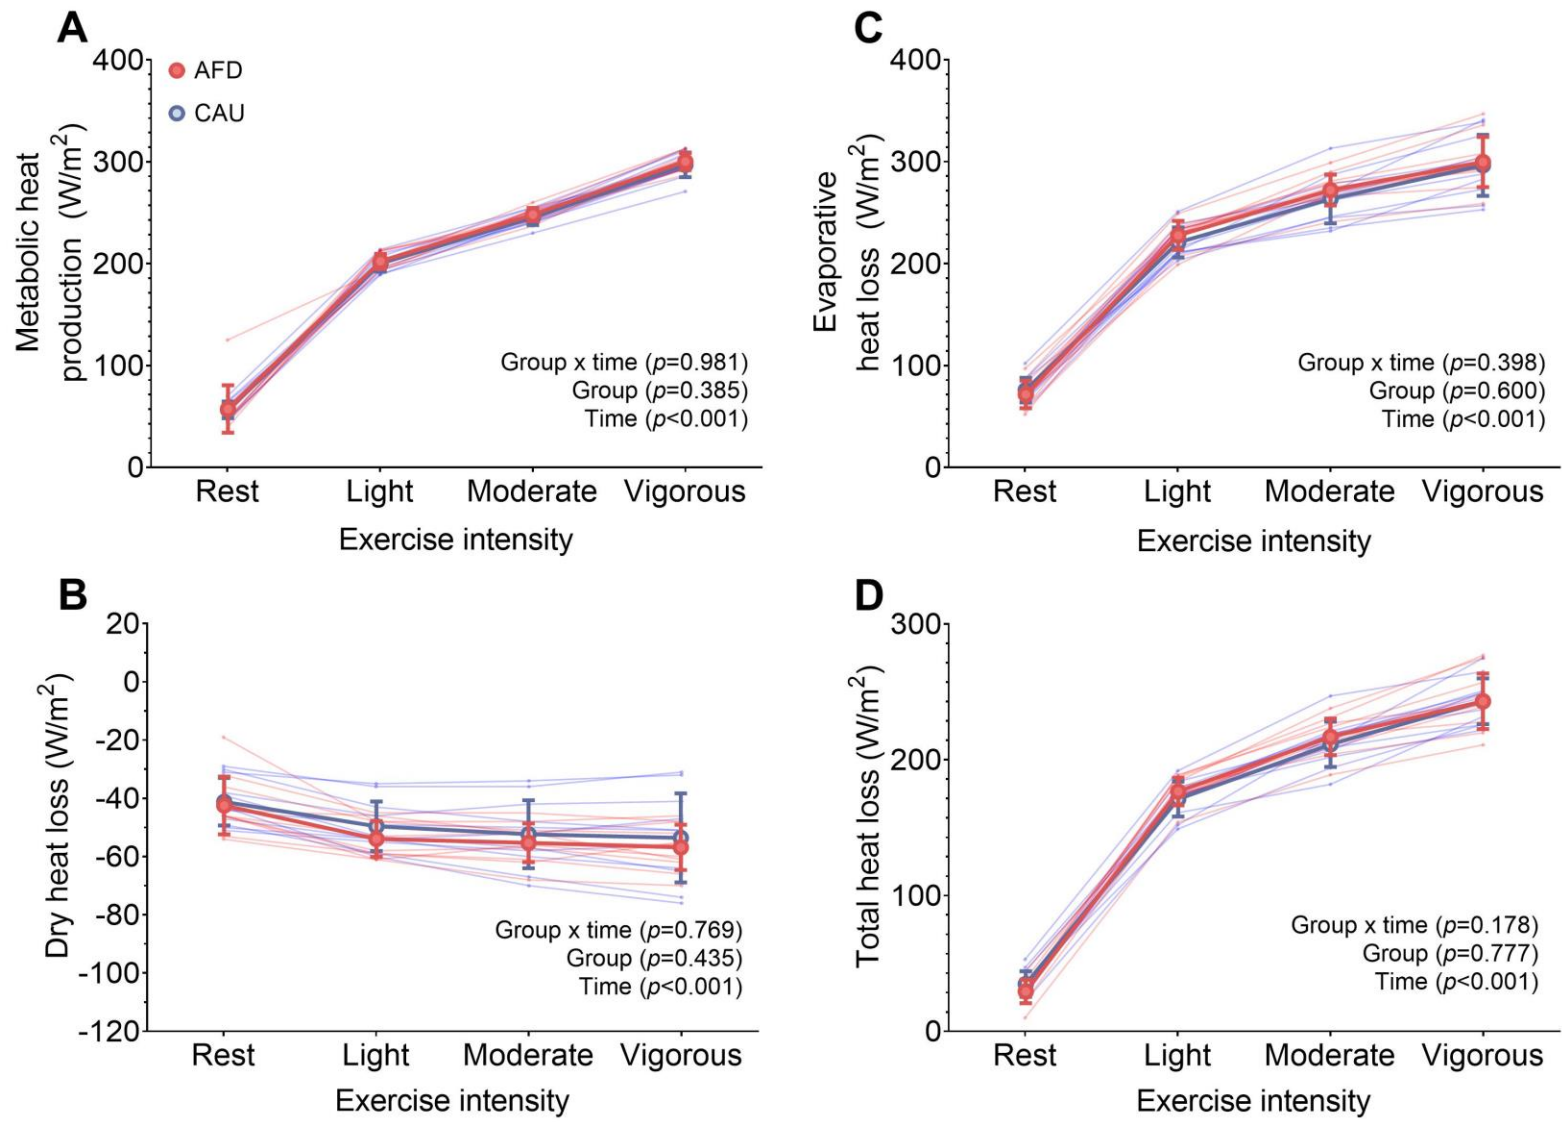 A
400
300
200
100
0
Metabolic heat
production (W/m²)
AFD
CAU
Group x time (p=0.981)
Group (p=0.385)
Time (p<0.001)
Rest Light Moderate Vigorous
Exercise intensity
B
20
0
-20
-40
-60
-80
-100
-120
Dry heat loss (W/m²)
Group x time (p=0.769)
Group (p=0.435)
Time (p<0.001)
Rest Light Moderate Vigorous
Exercise intensity
C
400
300
200
100
0
Evaporative
heat loss (W/m²)
Group x time (p=0.398)
Group (p=0.600)
Time (p<0.001)
Rest Light Moderate Vigorous
Exercise intensity
D
300
200
100
0
Total heat loss (W/m²)
Group x time (p=0.178)
Group (p=0.777)
Time (p<0.001)
Rest Light Moderate Vigorous
Exercise intensity